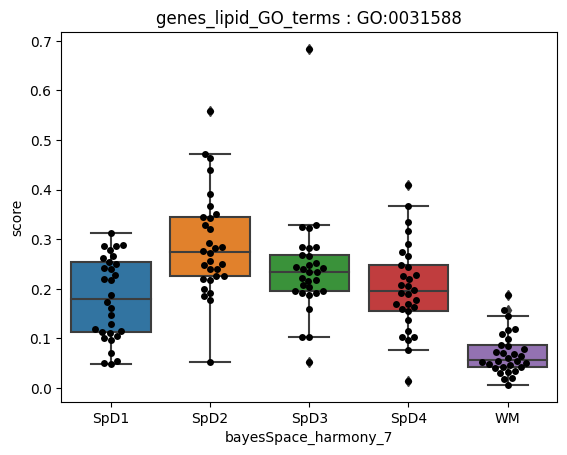 genes_lipid_GO_terms : GO:0031588
0.7
0.6
0.5
0.4
0.3
0.2
0.1
0.0
score
SpD1 SpD2 SpD3 SpD4 WM
bayesSpace_harmony_7